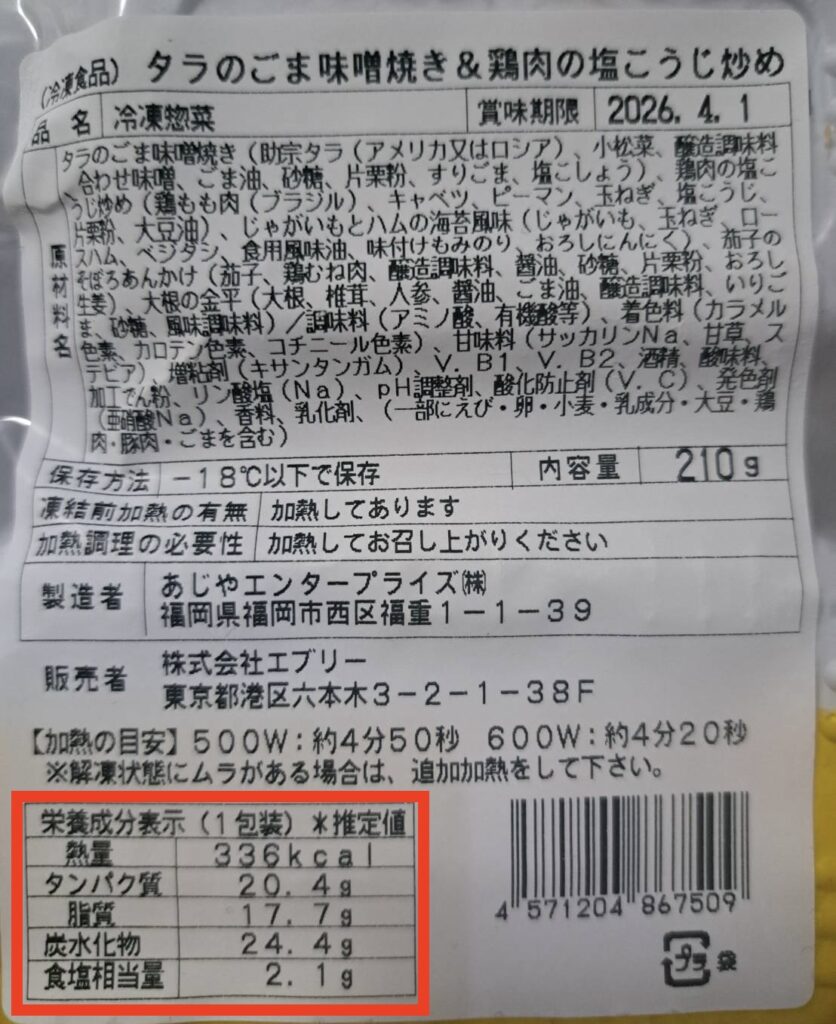 (冷凍食品) タラのごま味噌焼き&鶏肉の塩こうじ炒め
品名 冷凍惣菜 賞味期限 2026.4.1
原材料名
タラのごま味噌焼き(助宗タラ(アメリカ又はロシア)、小松菜、醸造調味料
合わせ味噌、ごま油、砂糖、片栗粉、すりごま、塩こしょう)、鶏肉の塩こ
うじ炒め(鶏もも肉(ブラジル)、キャベツ、ピーマン、玉ねぎ、塩こうじ、
片栗粉、大豆油)、じゃがいもとハムの海苔風味(じゃがいも、玉ねぎ、ロー
スハム、ベジタシ、食用風味油、味付けもみのり、おろしにんにく)、茄子の
そぼろあんかけ(茄子、鶏むね肉、醸造調味料、醤油、砂糖、片栗粉、おろし
生姜)、大根の金平(大根、椎茸、人参、醤油、ごま油、醸造調味料、いりご
ま、砂糖、風味調味料)/調味料(アミノ酸、有機酸等)、着色料(カラメル
色素、カロテン色素、コチニール色素)、甘味料(サッカリンNa、甘草、ス
テビア)、増粘剤(キサンタンガム)、V.B1、V.B2、酒精、酸味料、
加工でん粉、リン酸塩(Na)、pH調整剤、酸化防止剤(V.C)、発色剤
(亜硝酸Na)、香料、乳化剤、(一部にえび・卵・小麦・乳成分・大豆・鶏
肉・豚肉・ごまを含む)
保存方法 -18℃以下で保存 内容量 210g
凍結前加熱の有無 加熱してあります
加熱調理の必要性 加熱してお召し上がりください
製造者 あじやエンタープライズ㈱
福岡県福岡市西区福重1-1-39
販売者 株式会社エブリー
東京都港区六本木3-2-1-38F
【加熱の目安】500W:約4分50秒 600W:約4分20秒
※解凍状態にムラがある場合は、追加加熱をして下さい。
栄養成分表示(1包装)*推定値
熱量 336kcal
タンパク質 20.4g
脂質 17.7g
炭水化物 24.4g
食塩相当量 2.1g
4 571204 867509
プラ 袋